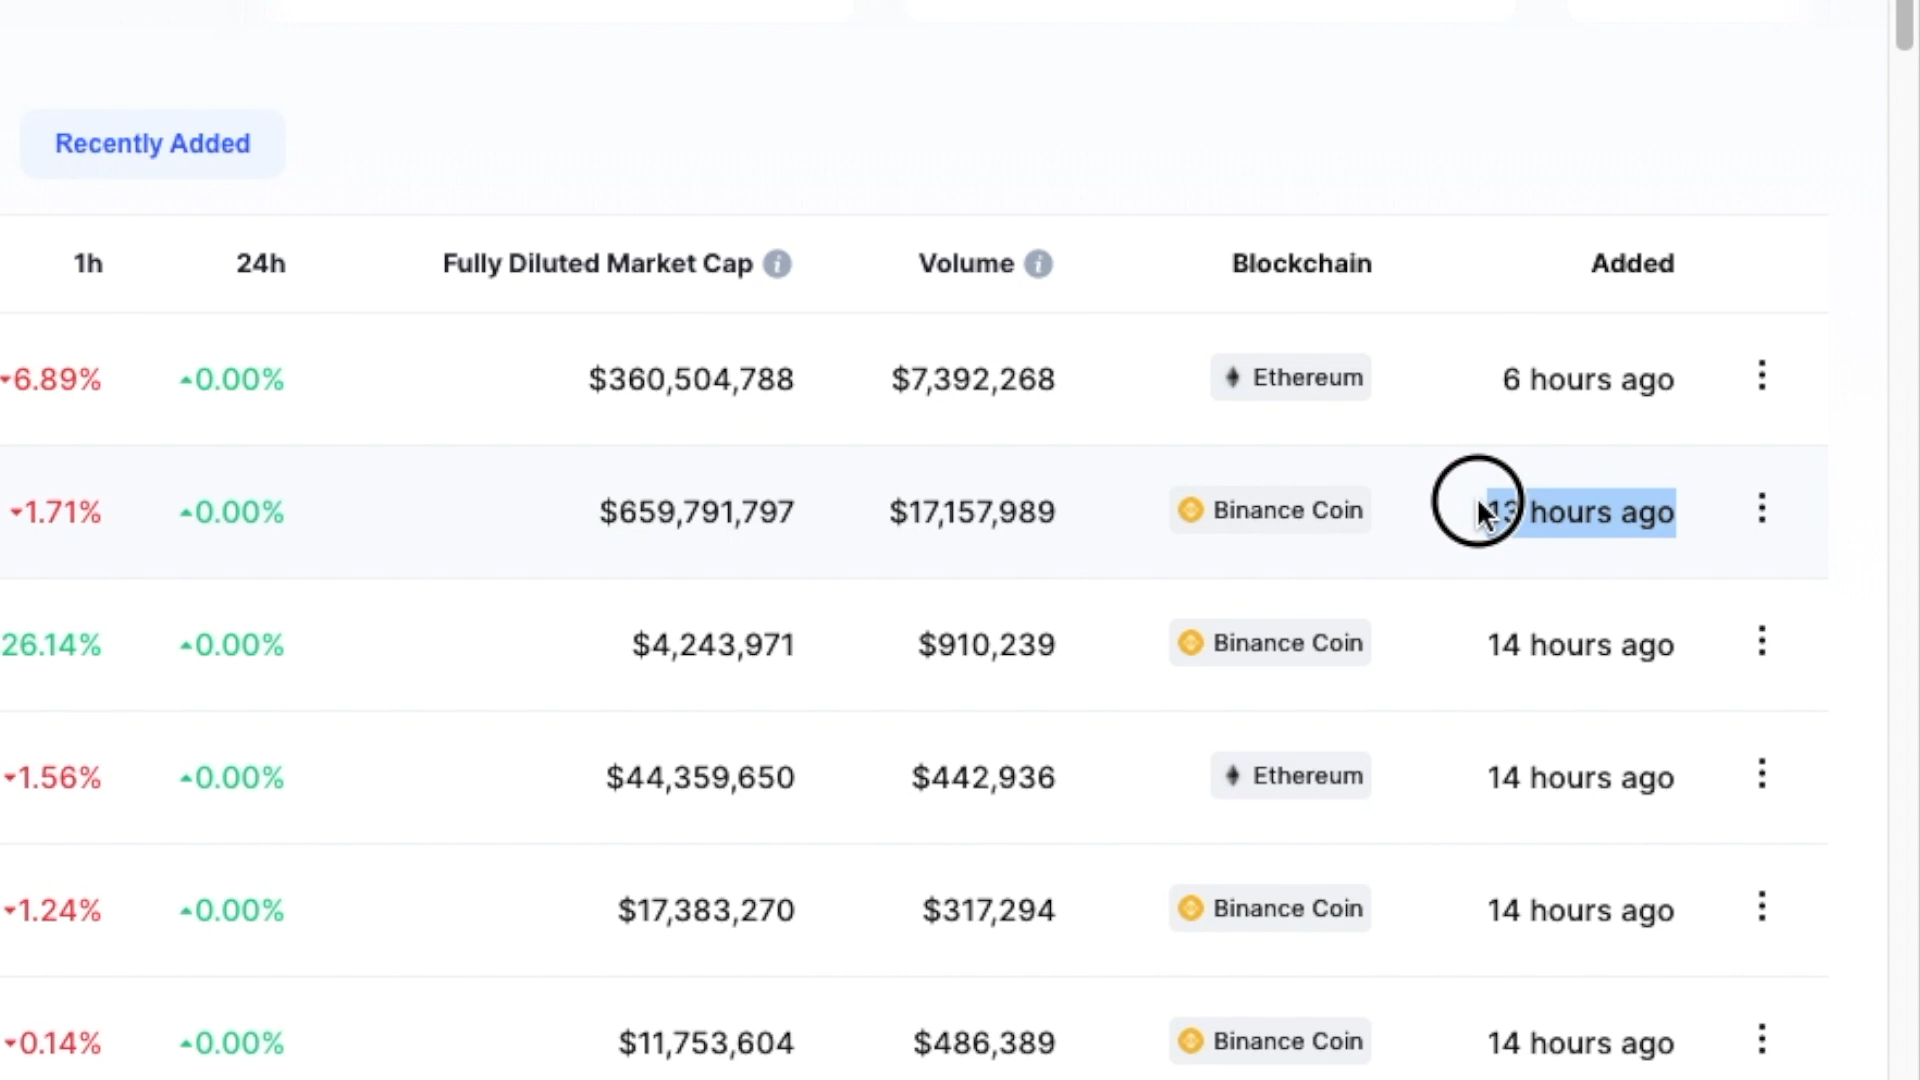 Recently Added
1h 24h Fully Diluted Market Cap Volume Blockchain Added
6.89% 0.00% $360,504,788 $7,392,268 Ethereum 6 hours ago
1.71% 0.00% $659,791,797 $17,157,989 Binance Coin 13 hours ago
26.14% 0.00% $4,243,971 $910,239 Binance Coin 14 hours ago
1.56% 0.00% $44,359,650 $442,936 Ethereum 14 hours ago
1.24% 0.00% $17,383,270 $317,294 Binance Coin 14 hours ago
0.14% 0.00% $11,753,604 $486,389 Binance Coin 14 hours ago